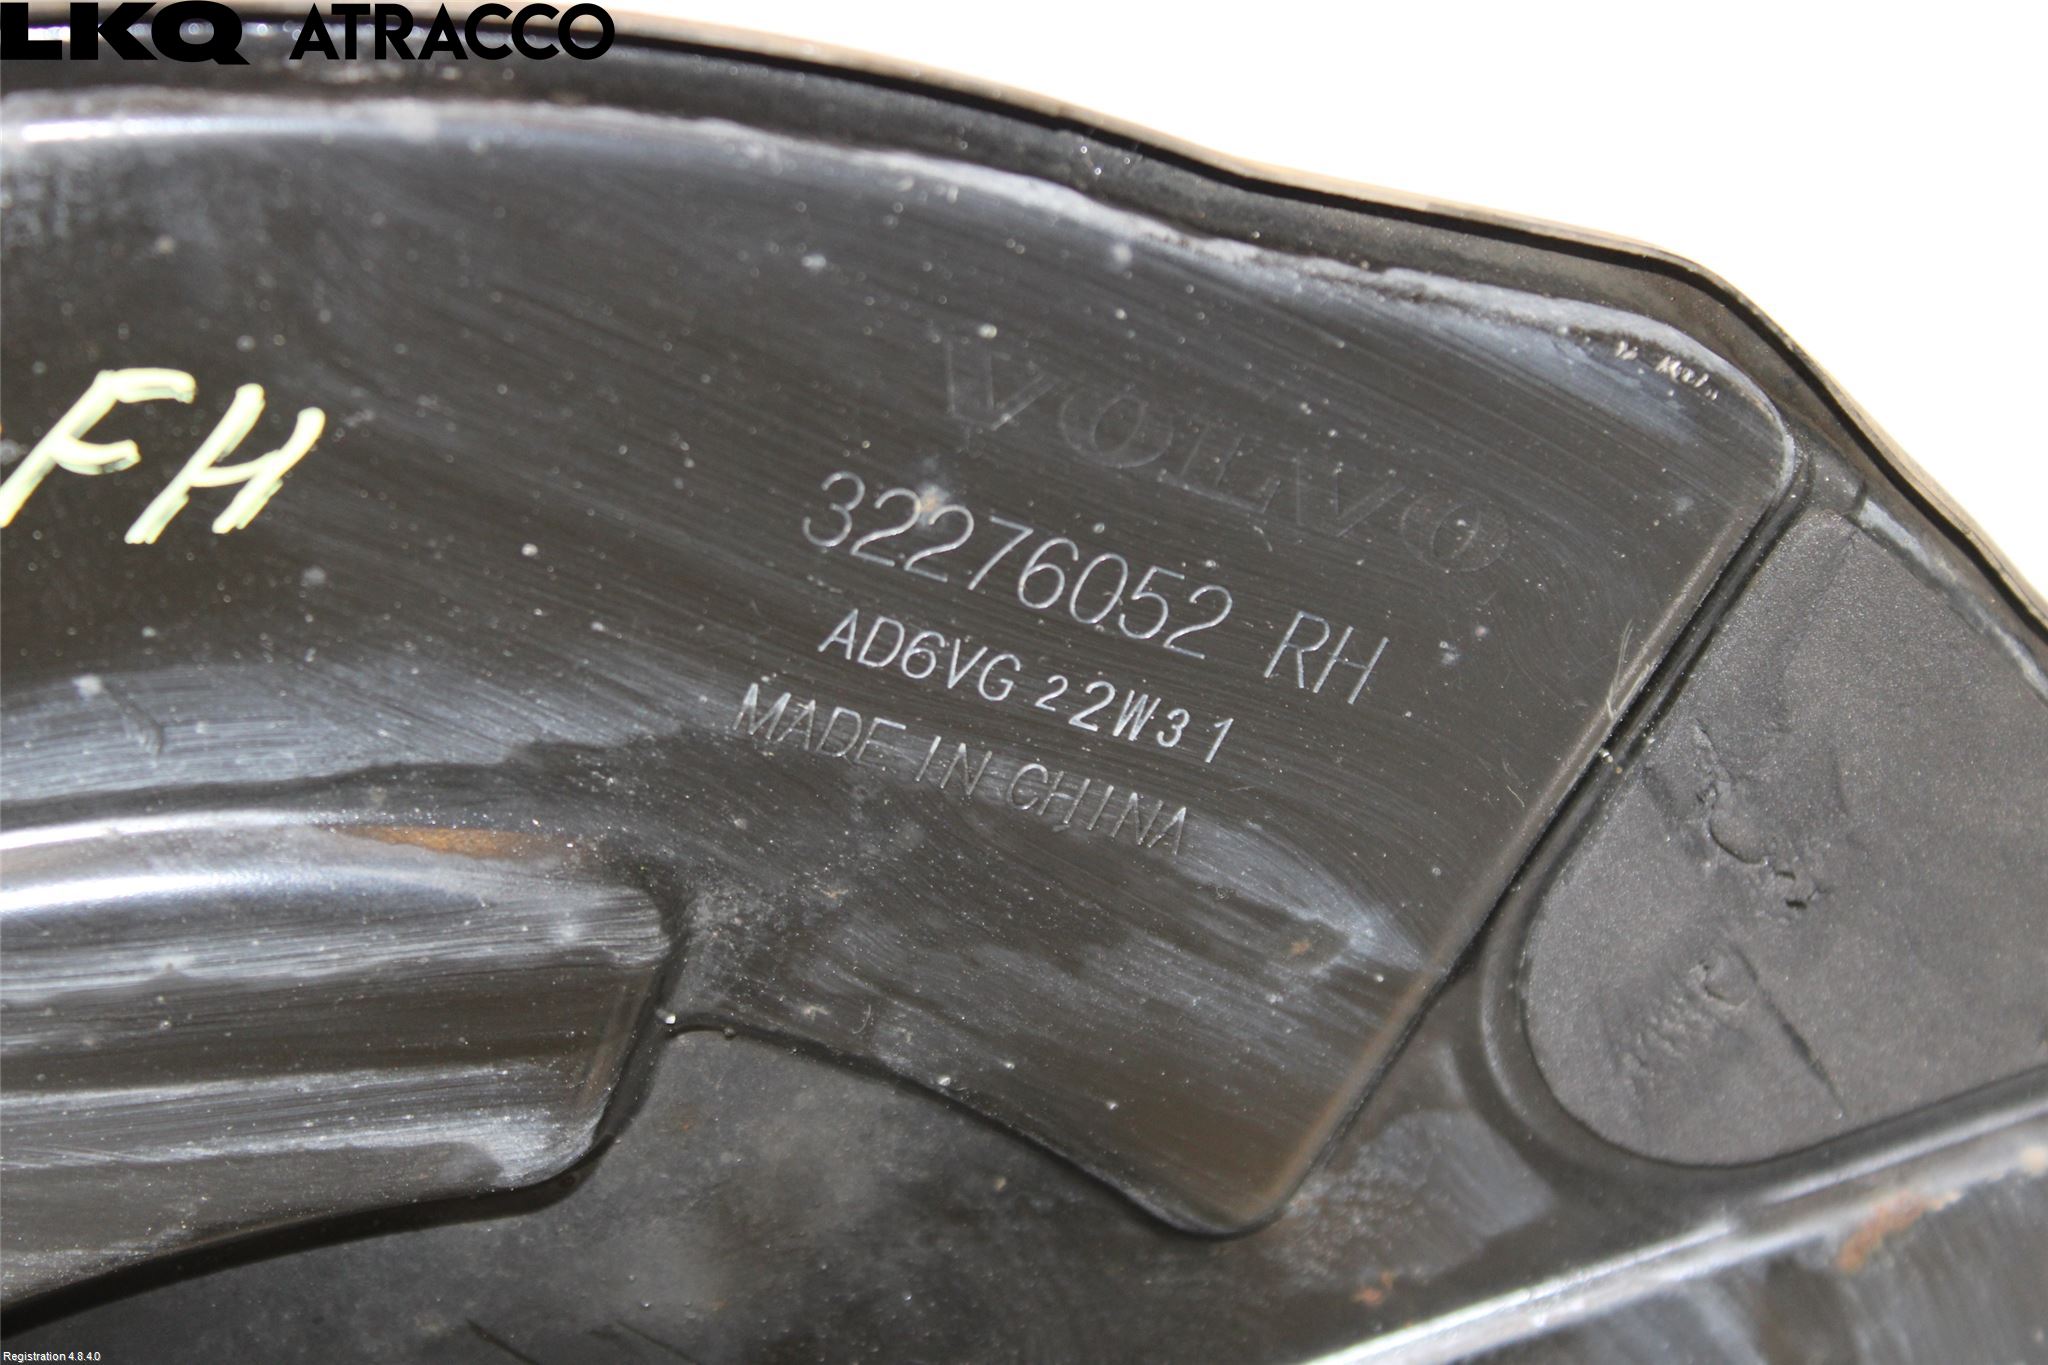 LKQ ATRACCO
FH
VOLVO
32276052 RH
AD6VG 22W31
MADE IN CHINA
Registration 4.8.4.0